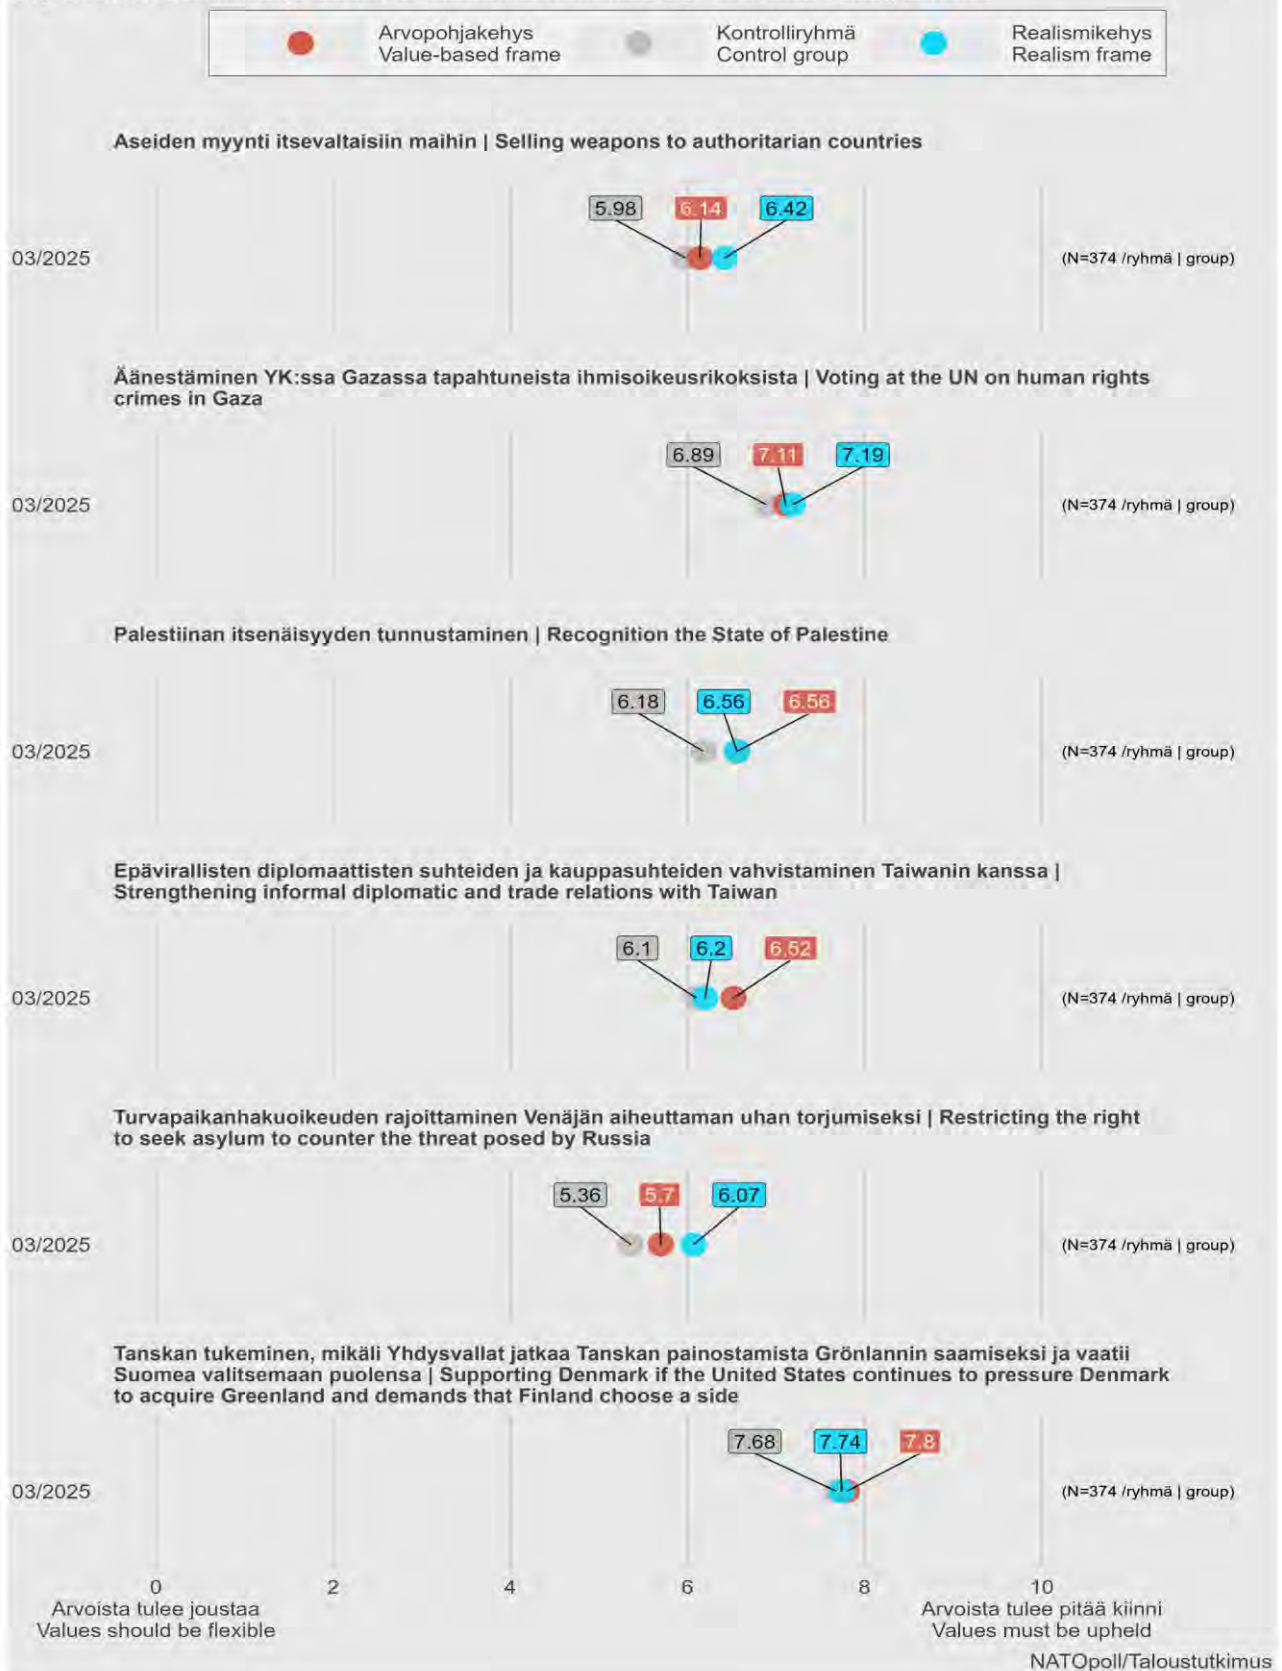 Arvopohjakehys
Value-based frame
Kontrolliryhmä
Control group
Realismikehys
Realism frame
Aseiden myynti itsevaltaisiin maihin | Selling weapons to authoritarian countries
5.98 6.14 6.42
03/2025 (N=374 /ryhmä | group)
Äänestäminen YK:ssa Gazassa tapahtuneista ihmisoikeusrikoksista | Voting at the UN on human rights
crimes in Gaza
6.89 7.11 7.19
03/2025 (N=374 /ryhmä | group)
Palestiinan itsenäisyyden tunnustaminen | Recognition the State of Palestine
6.18 6.56 6.56
03/2025 (N=374 /ryhmä | group)
Epävirallisten diplomaattisten suhteiden ja kauppasuhteiden vahvistaminen Taiwanin kanssa |
Strengthening informal diplomatic and trade relations with Taiwan
6.1 6.2 6.52
03/2025 (N=374 /ryhmä | group)
Turvapaikanhakuoikeuden rajoittaminen Venäjän aiheuttaman uhan torjumiseksi | Restricting the right
to seek asylum to counter the threat posed by Russia
5.36 5.7 6.07
03/2025 (N=374 /ryhmä | group)
Tanskan tukeminen, mikäli Yhdysvallat jatkaa Tanskan painostamista Grönlannin saamiseksi ja vaatii
Suomea valitsemaan puolensa | Supporting Denmark if the United States continues to pressure Denmark
to acquire Greenland and demands that Finland choose a side
7.68 7.74 7.8
03/2025 (N=374 /ryhmä | group)
0 2 4 6 8 10
Arvoista tulee joustaa
Values should be flexible
Arvoista tulee pitää kiinni
Values must be upheld
NATOpoll/Taloustutkimus